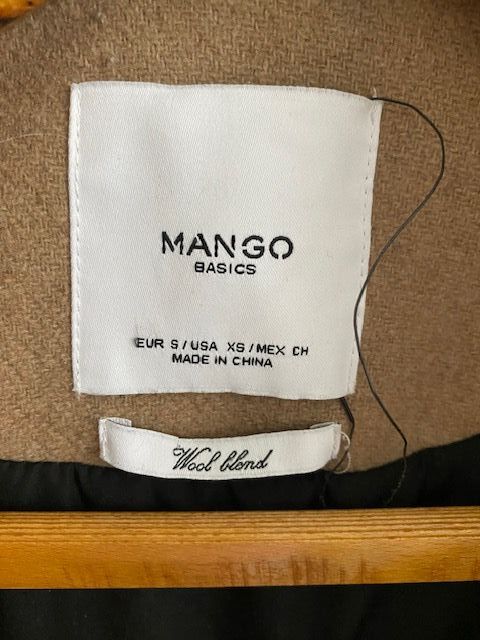 MANGO
BASICS
EUR S / USA XS / MEX CH
MADE IN CHINA
Wool blend